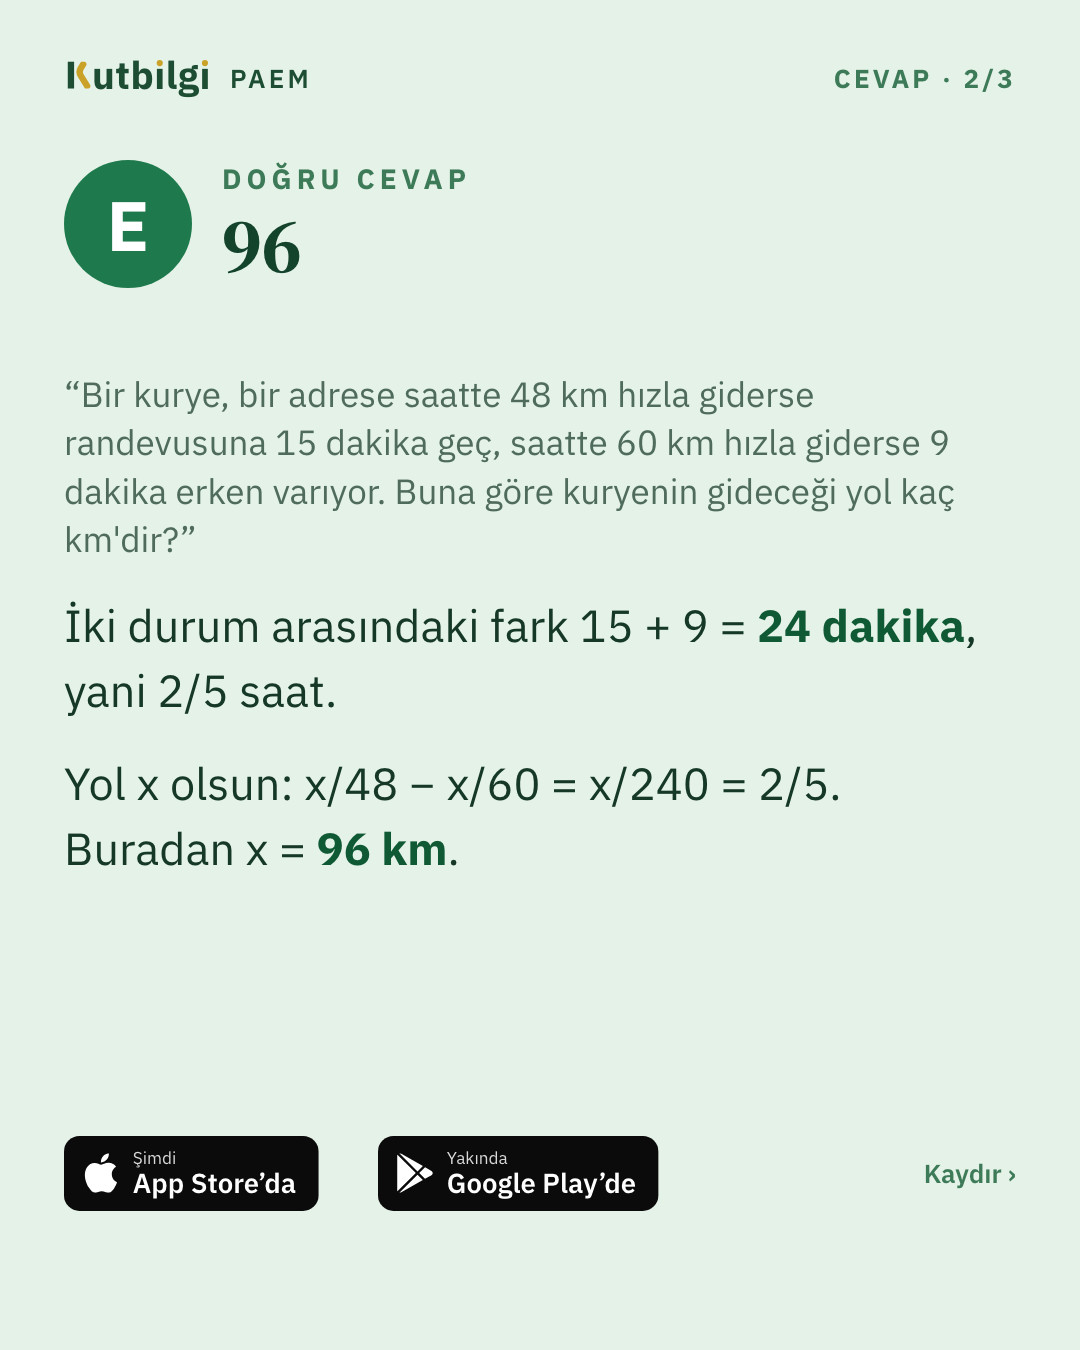 Kutbilgi PAEM
CEVAP · 2/3
E
DOĞRU CEVAP
96
“Bir kurye, bir adrese saatte 48 km hızla giderse
randevusuna 15 dakika geç, saatte 60 km hızla giderse 9
dakika erken varıyor. Buna göre kuryenin gideceği yol kaç
km'dir?”
İki durum arasındaki fark 15 + 9 = 24 dakika,
yani 2/5 saat.
Yol x olsun: x/48 – x/60 = x/240 = 2/5.
Buradan x = 96 km.
Şimdi
App Store’da
Yakında
Google Play’de
Kaydır ›